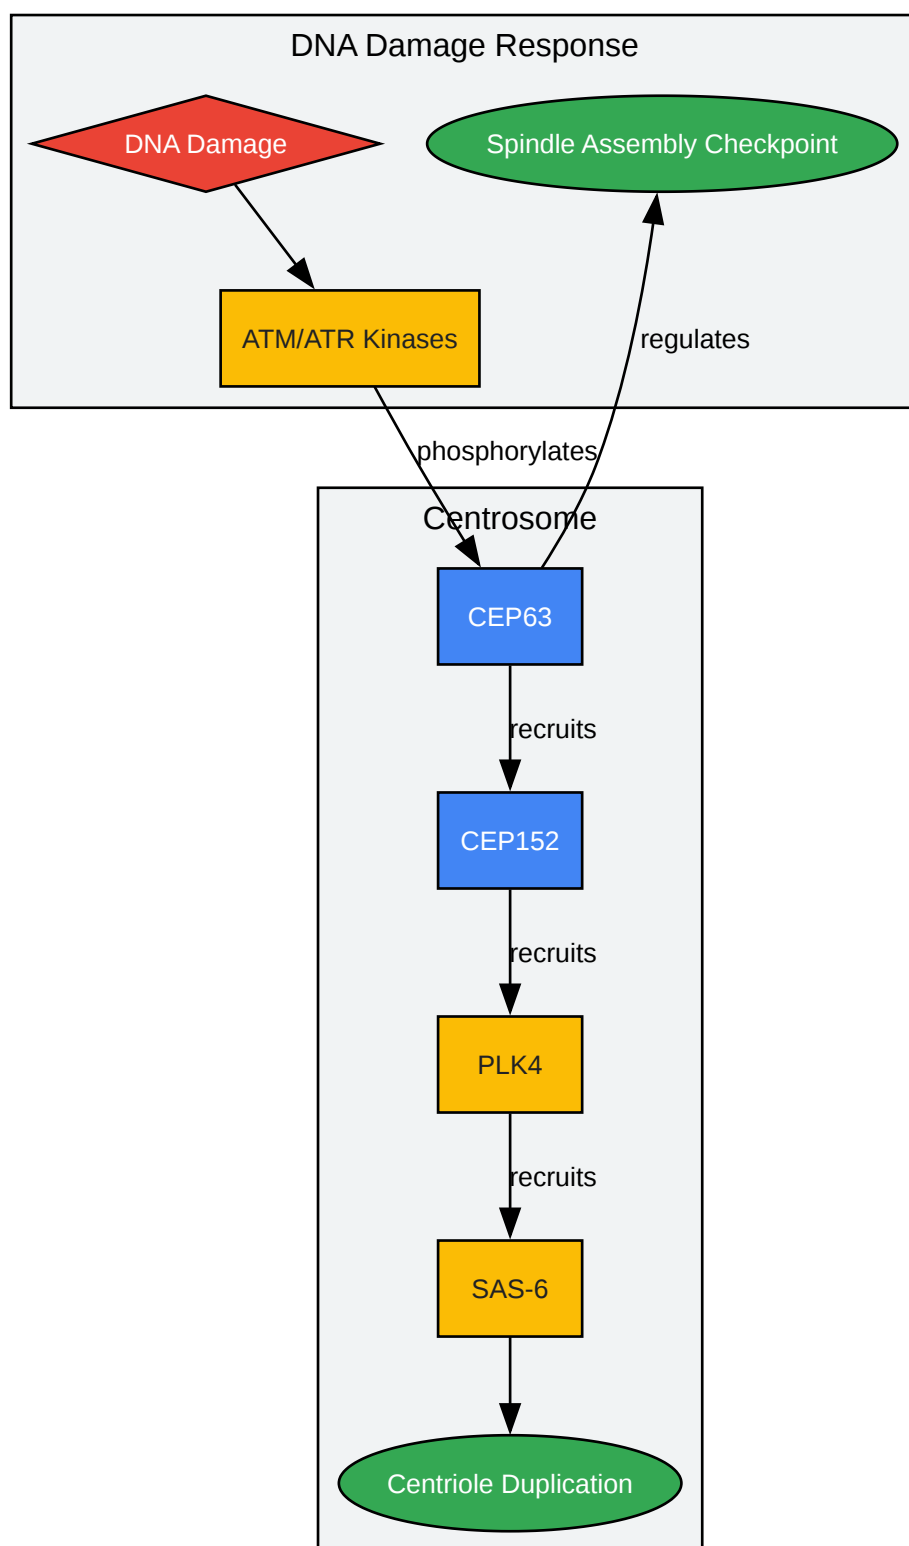 DNA Damage Response
DNA Damage
Spindle Assembly Checkpoint
ATM/ATR Kinases
regulates
phosphorylates
Centrosome
CEP63
recruits
CEP152
recruits
PLK4
recruits
SAS-6
Centriole Duplication